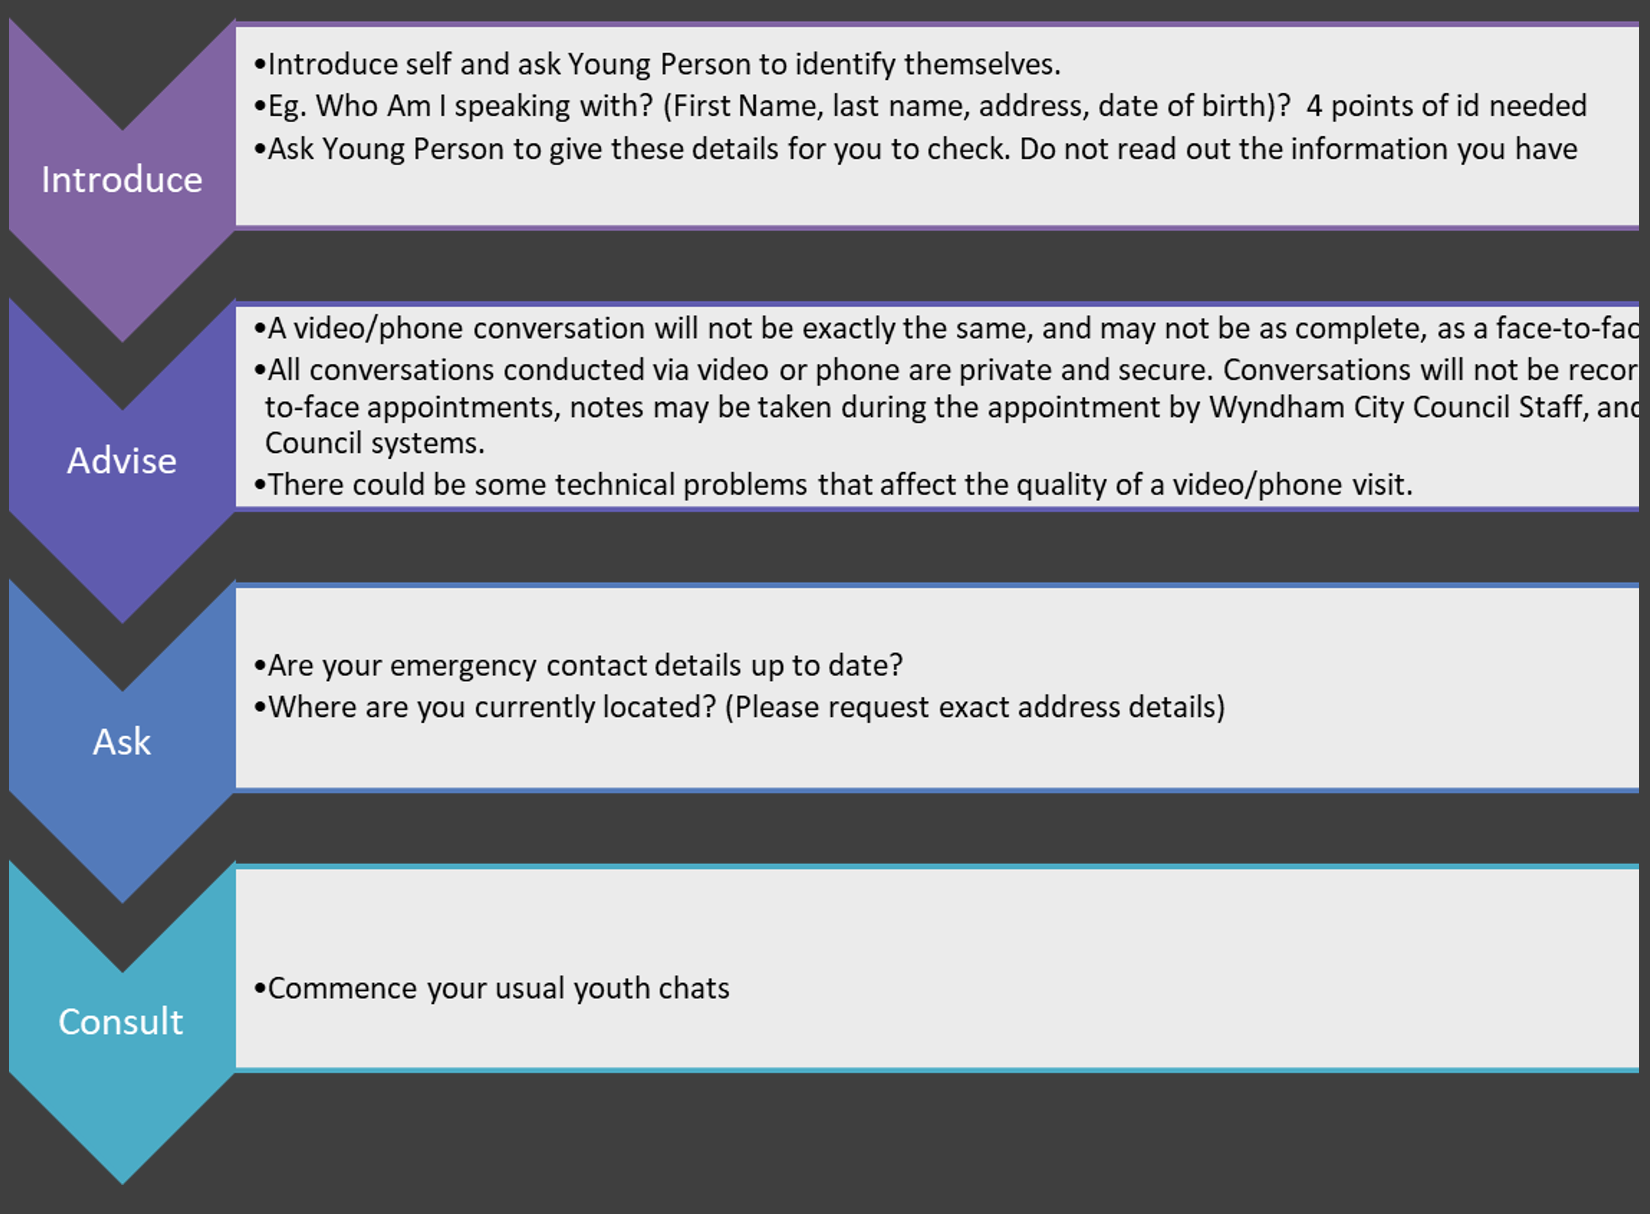 Introduce
•Introduce self and ask Young Person to identify themselves.
•Eg. Who Am I speaking with? (First Name, last name, address, date of birth)?  4 points of id needed
•Ask Young Person to give these details for you to check. Do not read out the information you have
Advise
•A video/phone conversation will not be exactly the same, and may not be as complete, as a face-to-
•All conversations conducted via video or phone are private and secure. Conversations will not be
to-face appointments, notes may be taken during the appointment by Wyndham City Council Staff,
Council systems.
•There could be some technical problems that affect the quality of a video/phone visit.
Ask
•Are your emergency contact details up to date?
•Where are you currently located? (Please request exact address details)
Consult
•Commence your usual youth chats